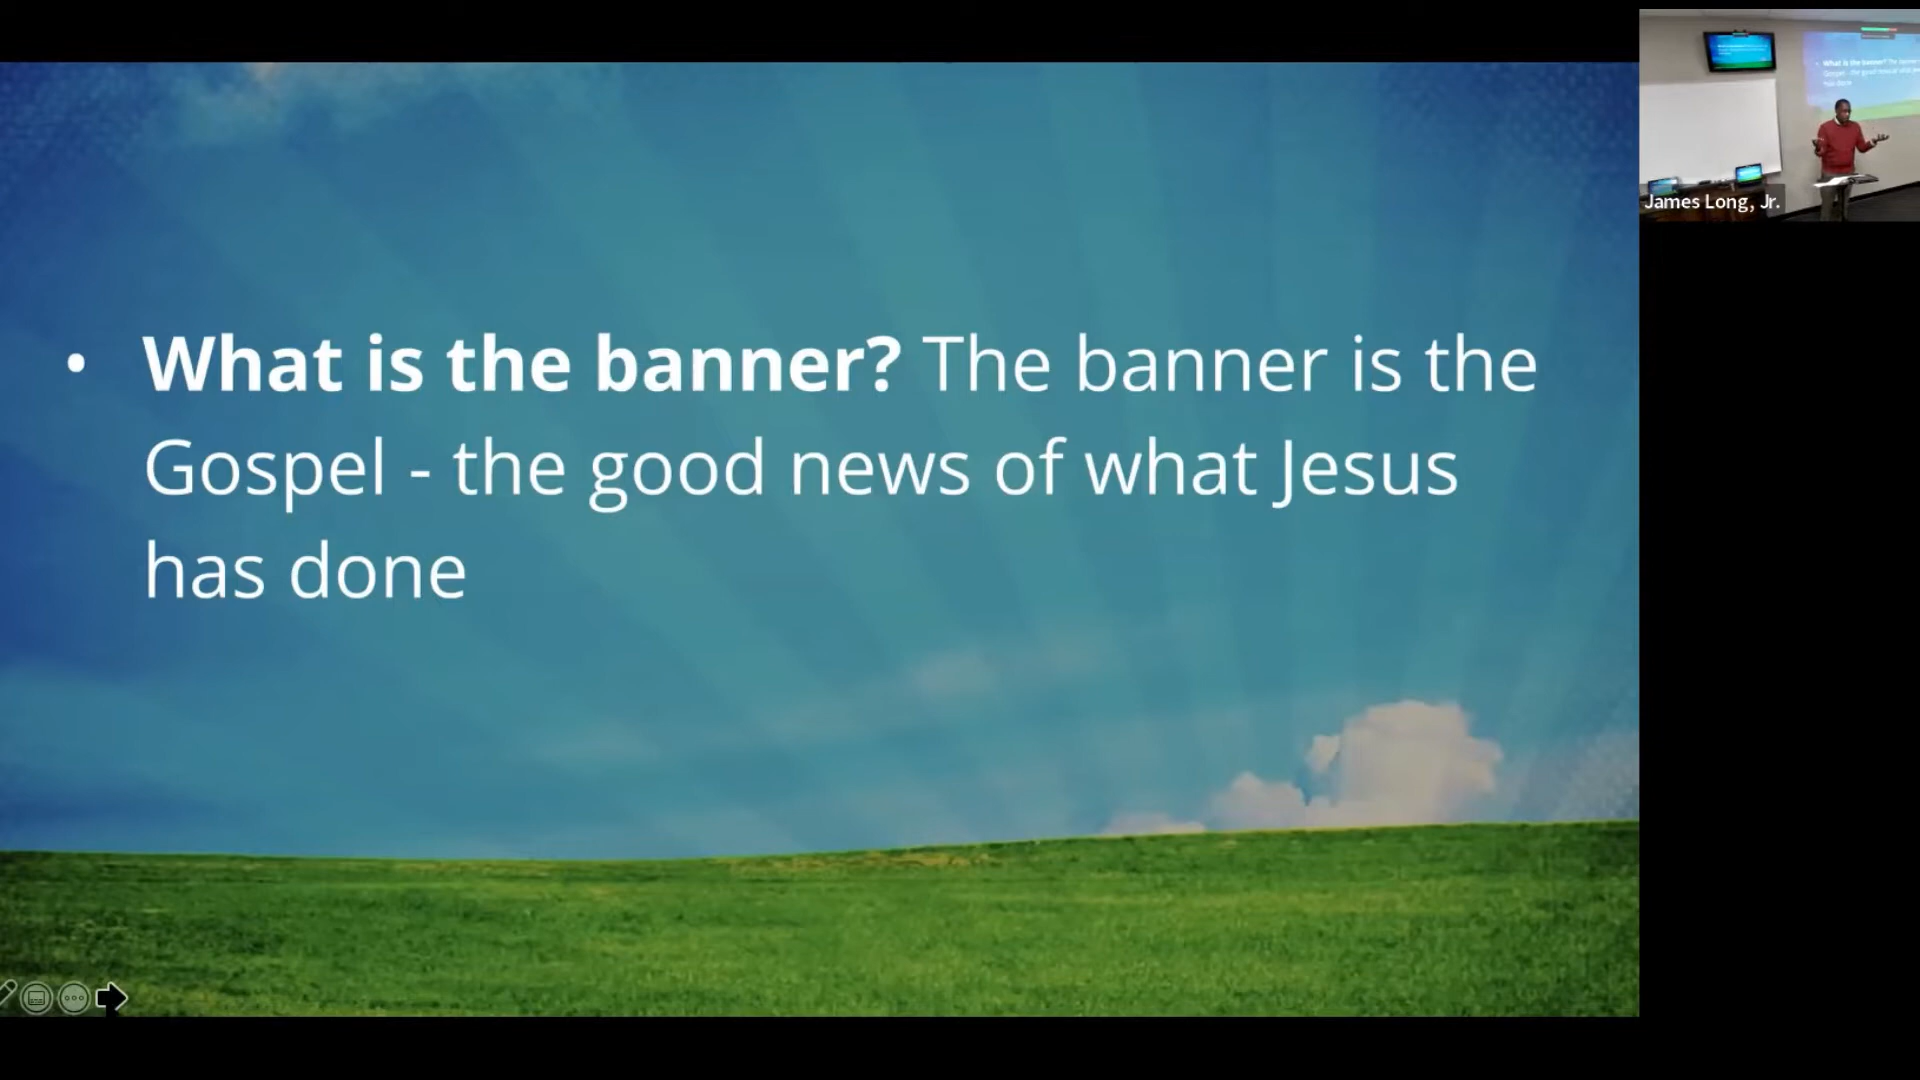 • What is the banner? The banner is the
Gospel - the good news of what Jesus
has done
James Long, Jr.